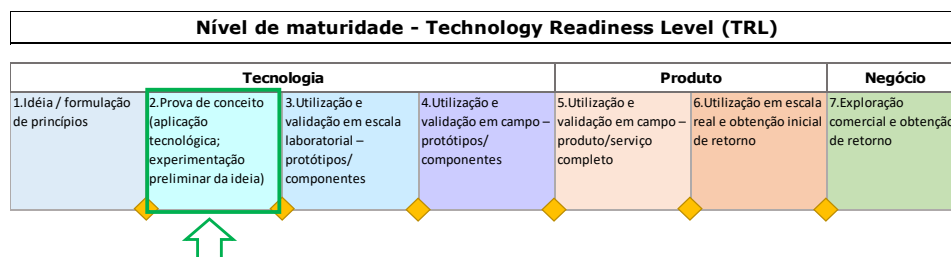 Nível de maturidade - Technology Readiness Level (TRL)
Tecnologia
Produto
Negócio
1.Idéia / formulação
de princípios
2.Prova de conceito
(aplicação
tecnológica;
experimentação
preliminar da ideia)
3.Utilização e
validação em escala
laboratorial –
protótipos/
componentes
4.Utilização e
validação em campo –
protótipos/
componentes
5.Utilização e
validação em campo –
produto/serviço
completo
6.Utilização em escala
real e obtenção inicial
de retorno
7.Exploração
comercial e obtenção
de retorno